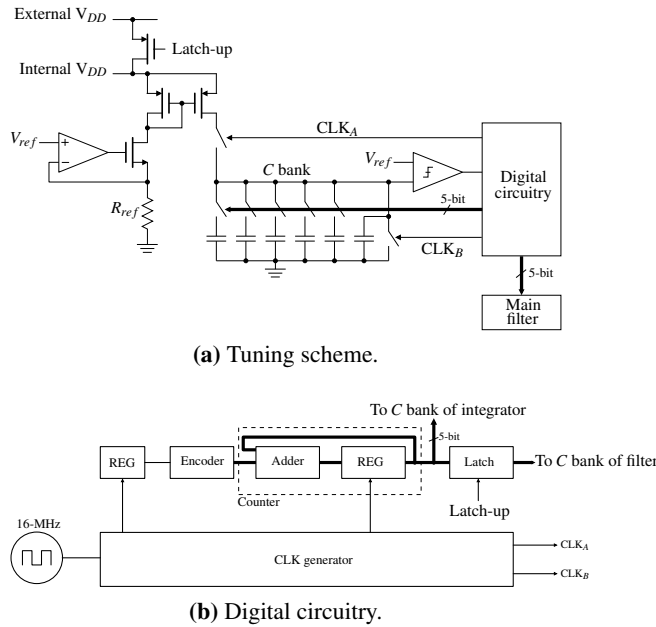 External V_DD
Latch-up
Internal V_DD
CLK_A
V_ref
+
−
C bank
V_ref
Digital
circuitry
R_ref
5-bit
CLK_B
5-bit
Main
filter
(a) Tuning scheme.
To C bank of integrator
5-bit
REG
Encoder
Adder
REG
Latch
To C bank of filter
Counter
Latch-up
16-MHz
CLK generator
CLK_A
CLK_B
(b) Digital circuitry.